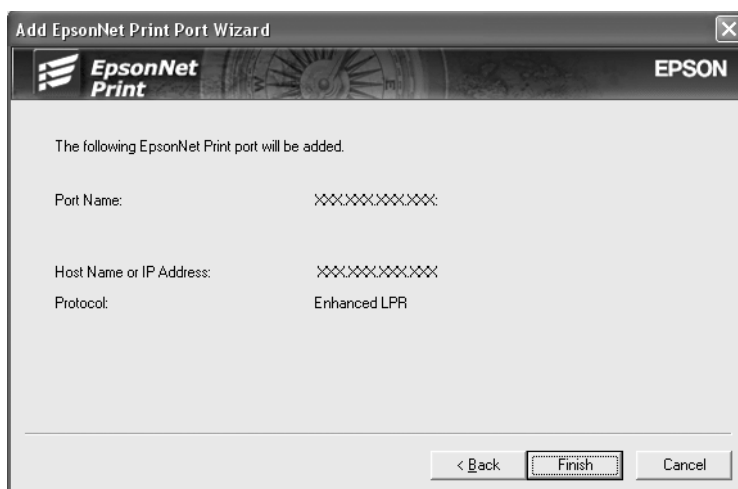 Add EpsonNet Print Port Wizard
EpsonNet
Print
EPSON
The following EpsonNet Print port will be added.
Port Name: XXX.XXX.XXX.XXX:
Host Name or IP Address: XXX.XXX.XXX.XXX
Protocol: Enhanced LPR
< Back Finish Cancel